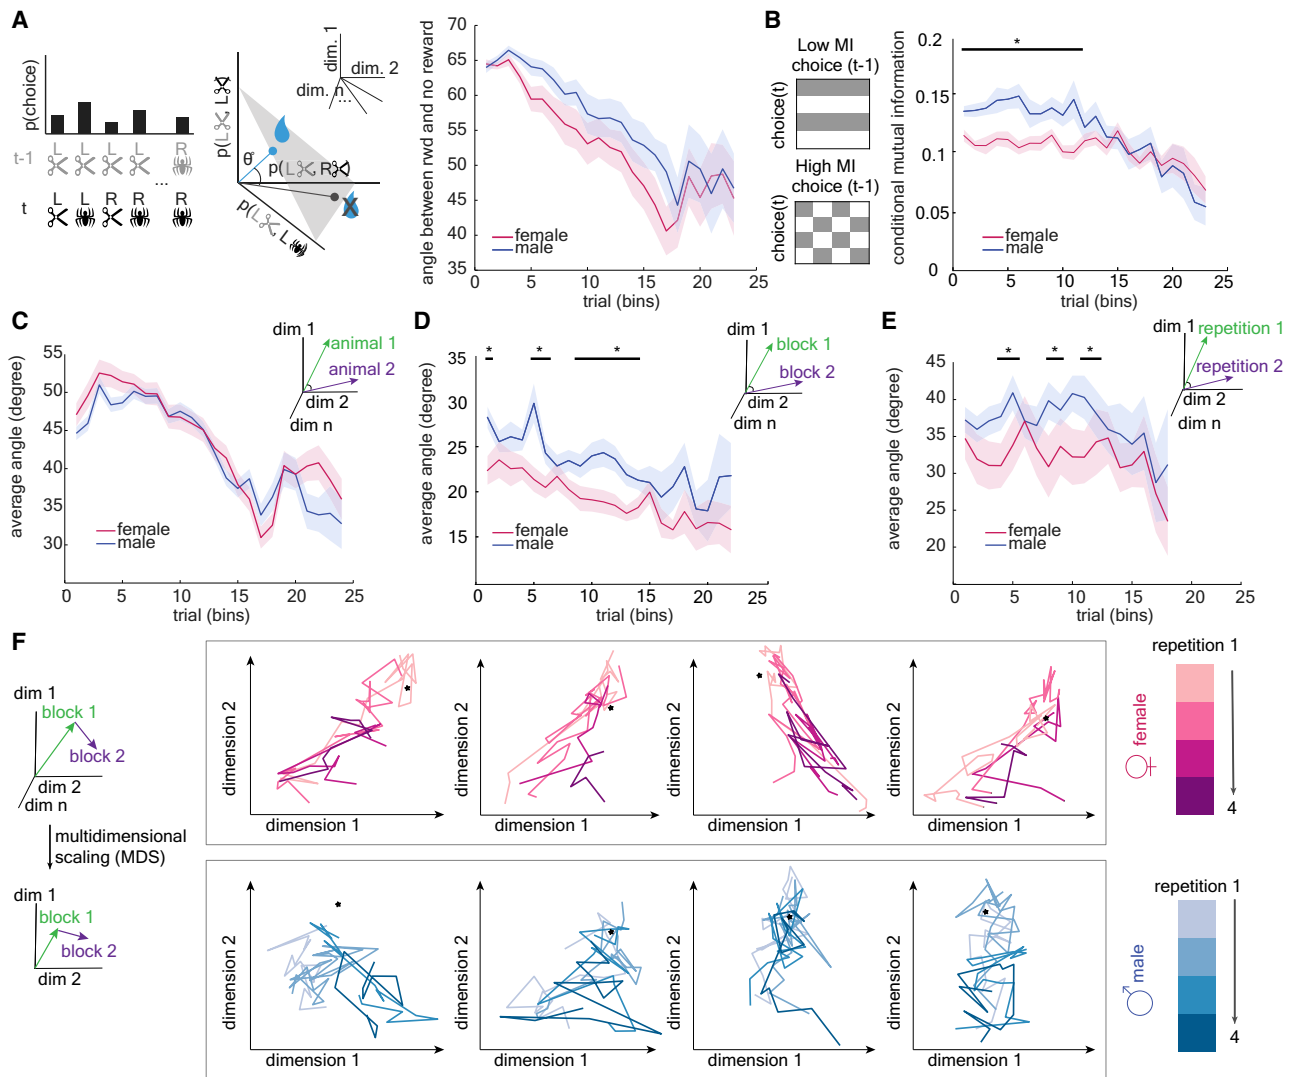 A
p(choice)
t-1
L L L L R
...
t
L L R R R
p(L, L)
θ°
p(L, R)
p(L, L)
X
dim. 1
dim. 2
dim. n
...
angle between rwd and no reward
70
65
60
55
50
45
40
35
female
male
0 5 10 15 20 25
trial (bins)
B
Low MI
choice (t-1)
choice(t)
High MI
choice (t-1)
choice(t)
conditional mutual information
0.2
0.15
0.1
0.05
0
*
female
male
0 5 10 15 20 25
trial (bins)
C
average angle (degree)
55
50
45
40
35
30
dim 1
animal 1
animal 2
dim 2
dim n
female
male
0 5 10 15 20 25
trial (bins)
D
average angle (degree)
35
30
25
20
15
* * *
dim 1
block 1
block 2
dim 2
dim n
female
male
0 5 10 15 20 25
trial (bins)
E
average angle (degree)
45
40
35
30
25
20
* * *
dim 1
repetition 1
repetition 2
dim 2
dim n
female
male
0 5 10 15 20 25
trial (bins)
F
dim 1
block 1
block 2
dim 2
dim n
multidimensional
scaling (MDS)
dim 1
block 1
block 2
dim 2
dimension 2
dimension 1
dimension 2
dimension 1
dimension 2
dimension 1
dimension 2
dimension 1
repetition 1
♀ female
4
dimension 2
dimension 1
dimension 2
dimension 1
dimension 2
dimension 1
dimension 2
dimension 1
repetition 1
♂ male
4